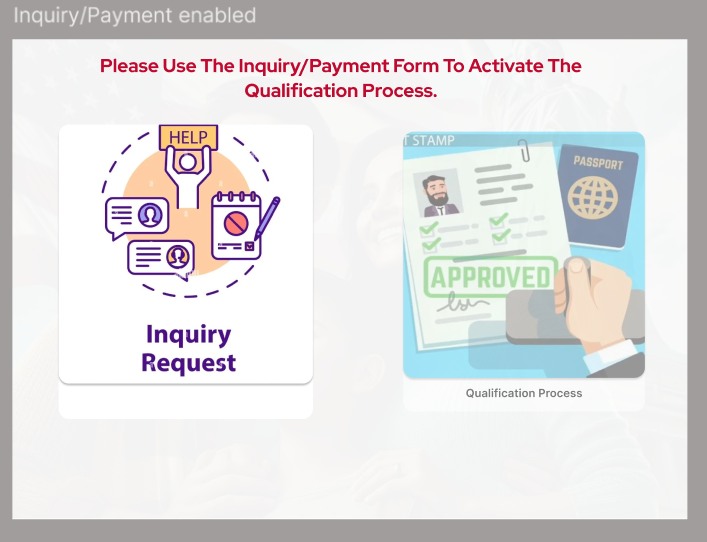 Inquiry/Payment enabled
Please Use The Inquiry/Payment Form To Activate The
Qualification Process.
HELP
T STAMP
PASSPORT
APPROVED
Inquiry
Request
Qualification Process